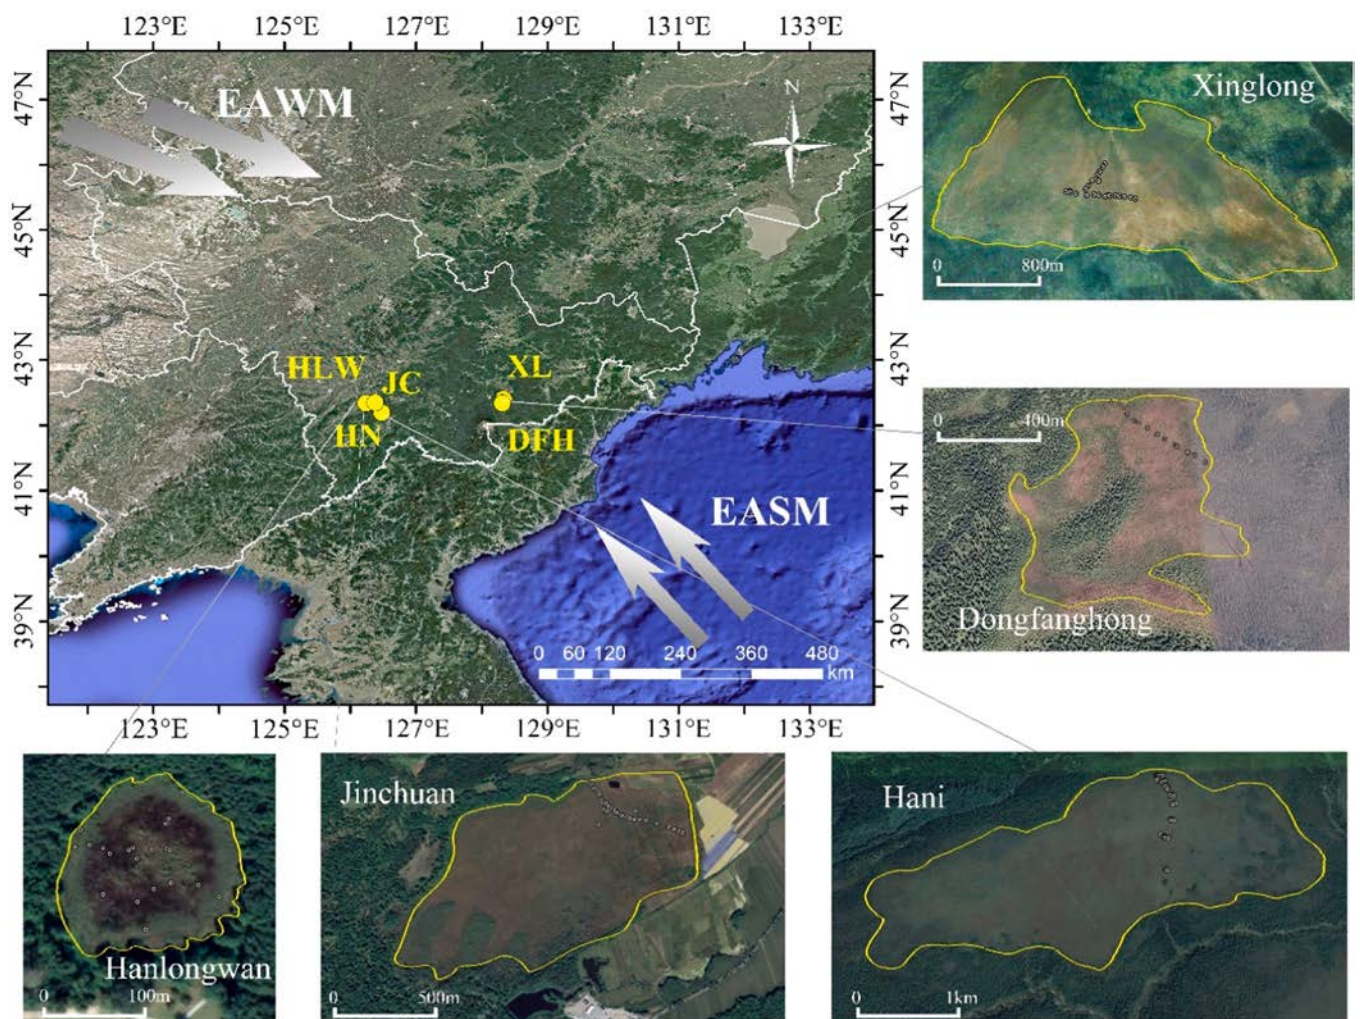 123°E 125°E 127°E 129°E 131°E 133°E
47°N
45°N
43°N
41°N
39°N
EAWM
N
HLW
JC
HN
XL
DFH
EASM
0 60 120 240 360 480
km
47°N
45°N
43°N
41°N
39°N
123°E 125°E 127°E 129°E 131°E 133°E
Xinglong
0 800m
0 400m
Dongfanghong
Hanlongwan
0 100m
Jinchuan
0 500m
Hani
0 1km